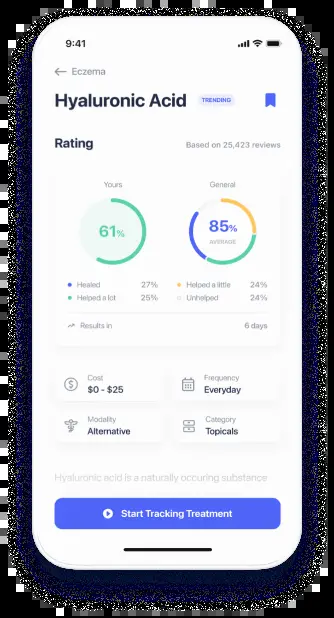 9:41
Eczema
Hyaluronic Acid TRENDING
Rating Based on 25,423 reviews
Yours General
61% 85%
AVERAGE
Healed 27% Helped a little 24%
Helped a lot 25% Unhelped 24%
Results in 6 days
Cost Frequency
$0 - $25 Everyday
Modality Category
Alternative Topicals
Hyaluronic acid is a naturally occuring substance
Start Tracking Treatment